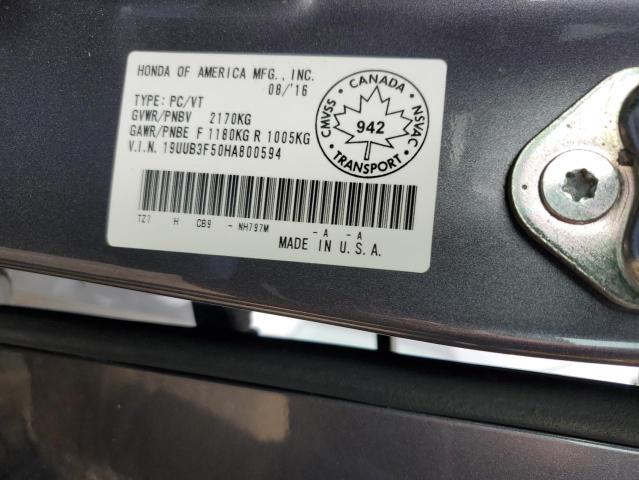 HONDA OF AMERICA MFG., INC.
08/'16
TYPE: PC/VT
GVWR/PNBV 2170KG
GAWR/PNBE F 1180KG R 1005KG
V.I.N. 19UUB3F50HA800594
CANADA
CMVSS
942
NSVAC
TRANSPORT
TZ7 H CB9 - NH797M -A -A
MADE IN U.S.A.